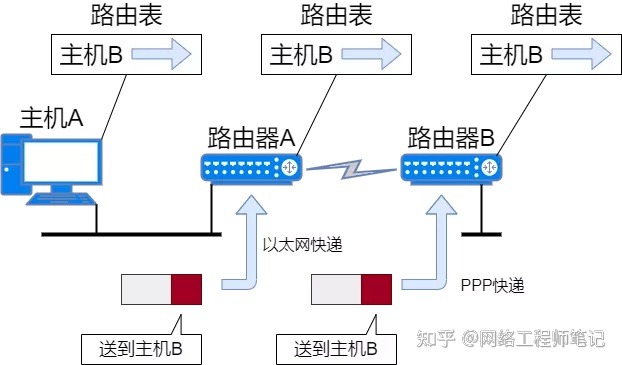 路由表
路由表
路由表
主机B
主机B
主机B
主机A
路由器A
路由器B
以太网快递
PPP快递
送到主机B
送到主机B
知乎 @网络工程师笔记